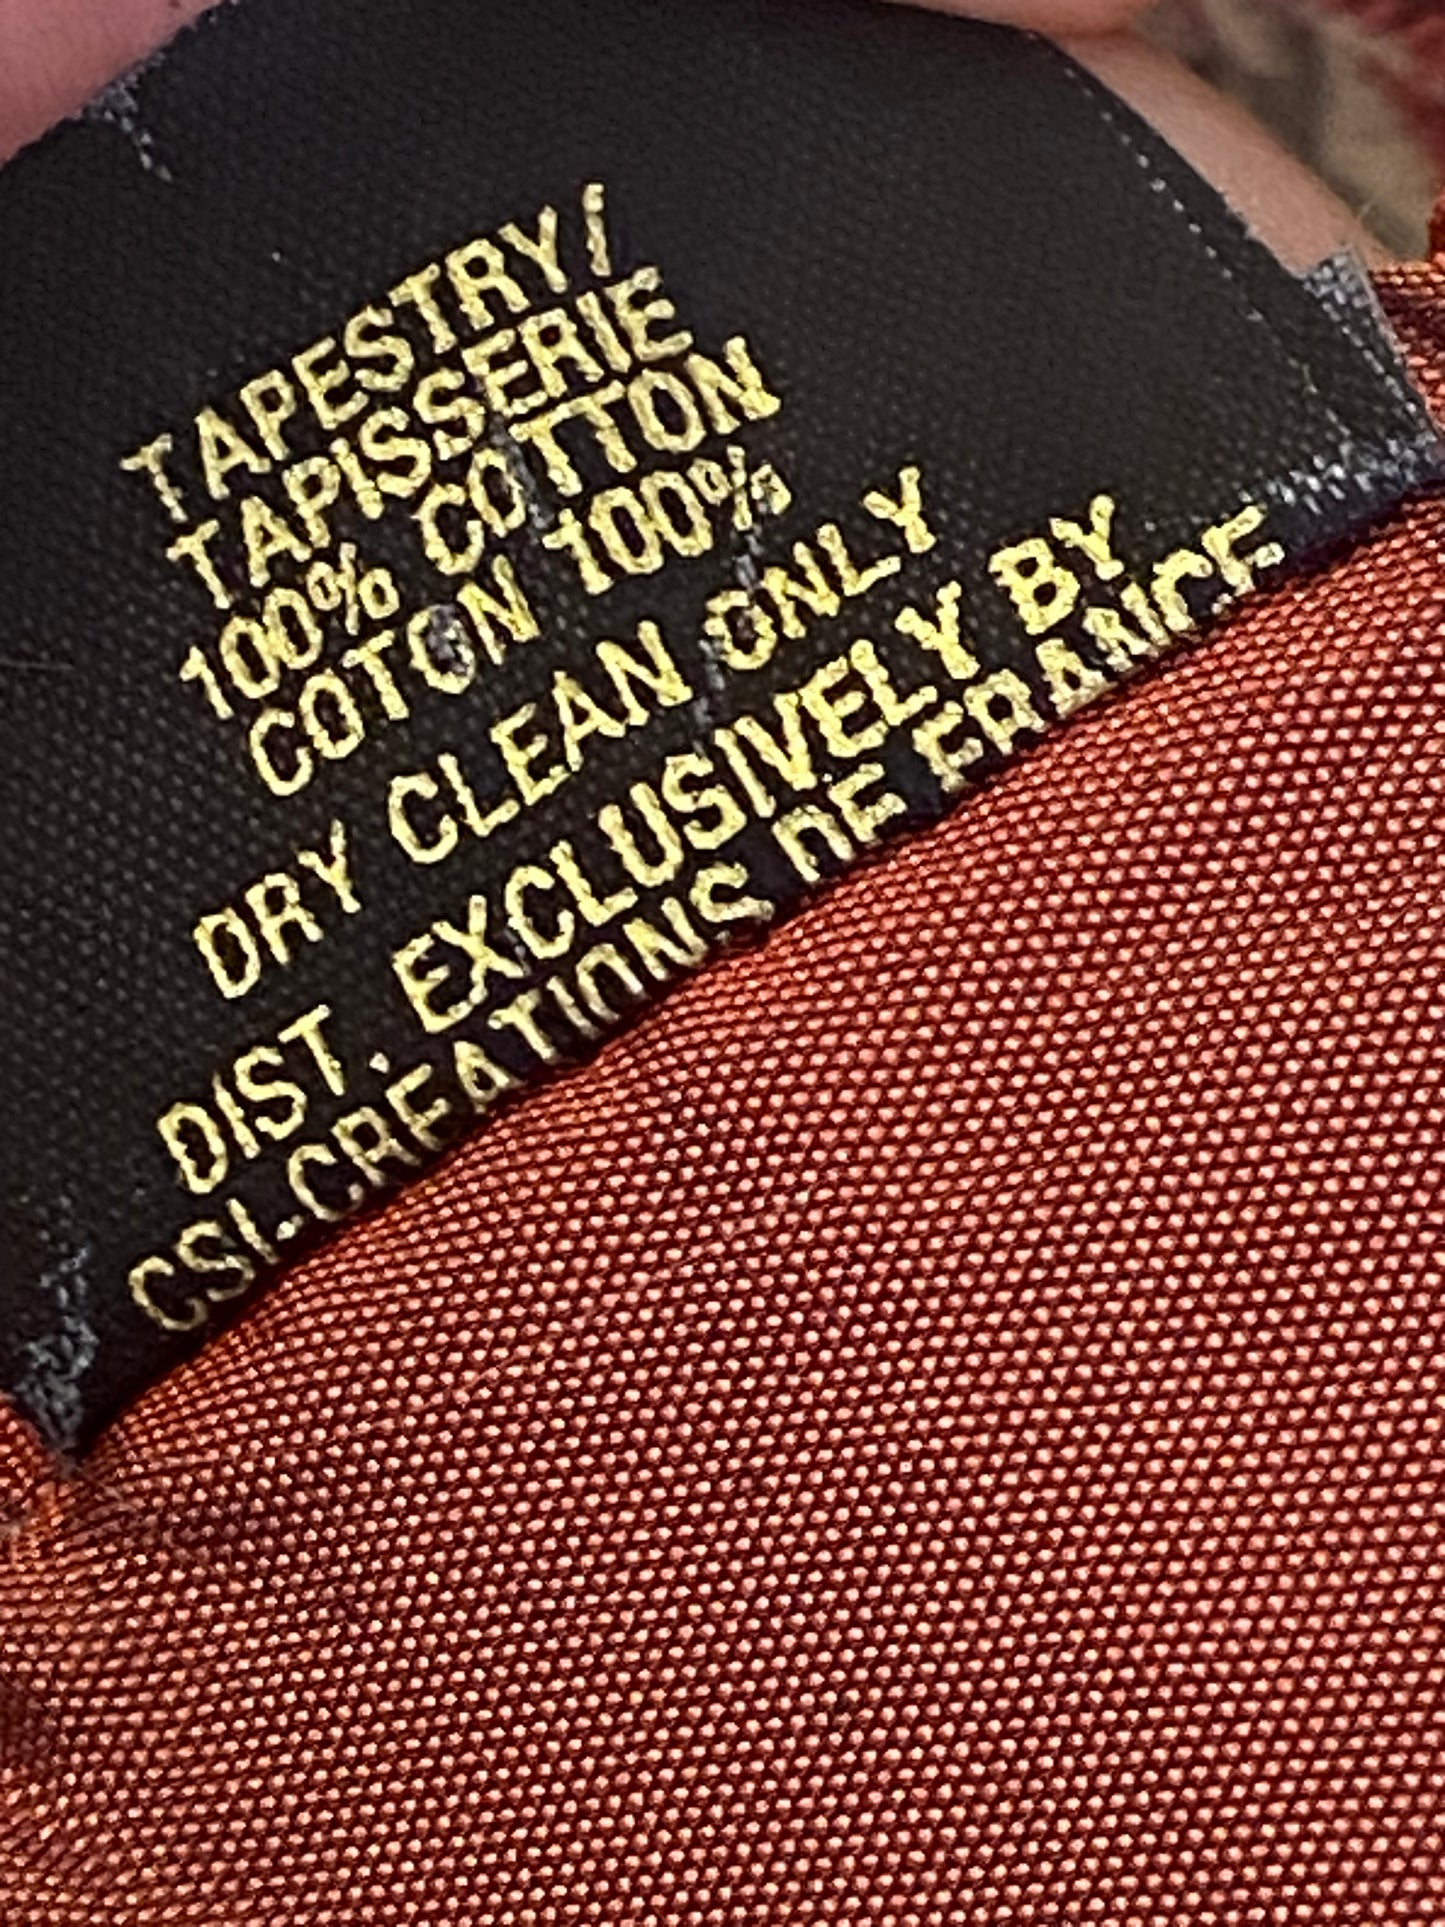 TAPESTRY/
TAPISSERIE
100% COTTON
COTON 100%
DRY CLEAN ONLY
DIST. EXCLUSIVELY BY
CSI-CREATIONS DE FRANCE